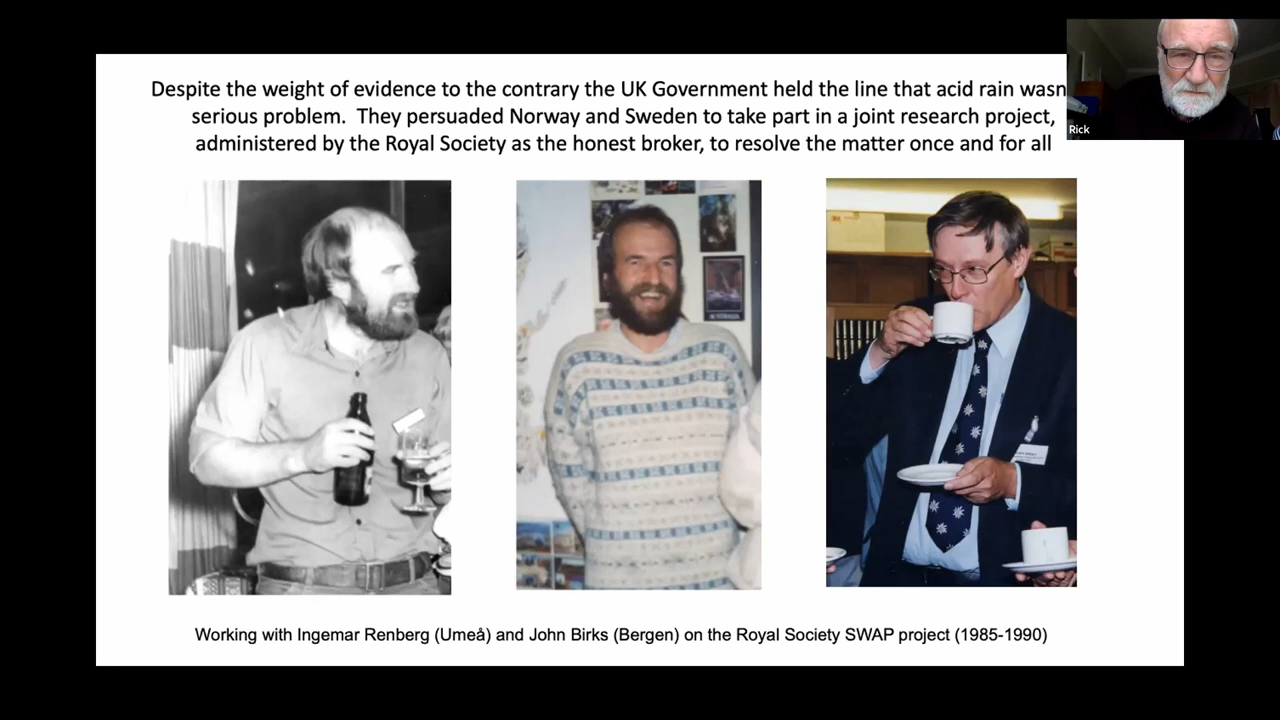 Despite the weight of evidence to the contrary the UK Government held the line that acid rain wasn
serious problem. They persuaded Norway and Sweden to take part in a joint research project,
administered by the Royal Society as the honest broker, to resolve the matter once and for all
Rick
Working with Ingemar Renberg (Umeå) and John Birks (Bergen) on the Royal Society SWAP project (1985-1990)